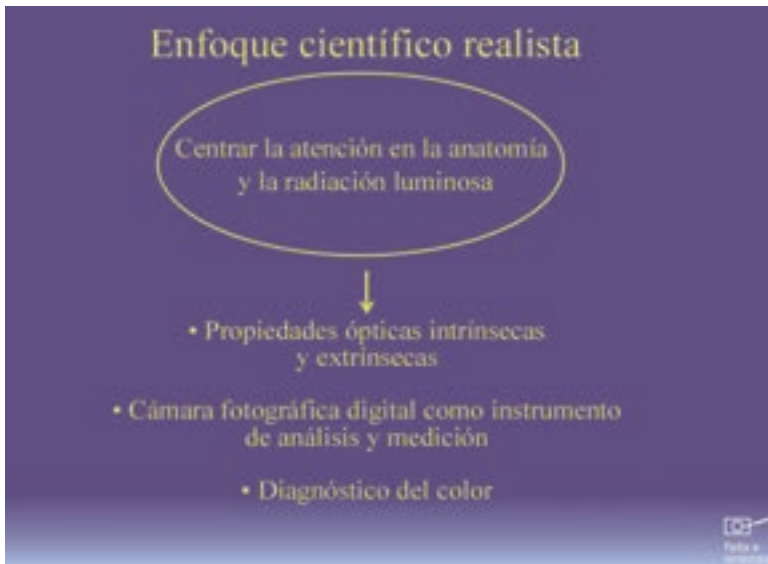 Enfoque científico realista
Centrar la atención en la anatomía
y la radiación luminosa
• Propiedades ópticas intrínsecas
y extrínsecas
• Cámara fotográfica digital como instrumento
de análisis y medición
• Diagnóstico del color